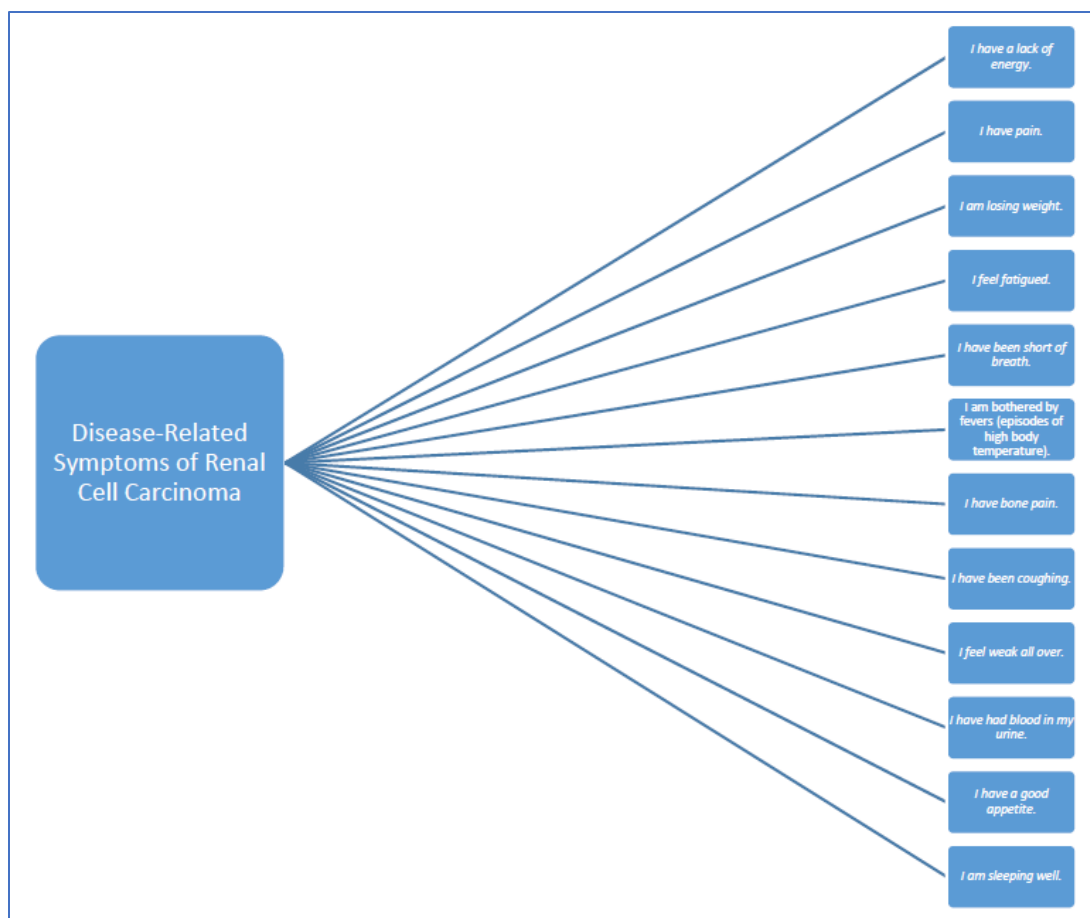 I have a lack of
energy.
I have pain.
I am losing weight.
I feel fatigued.
I have been short of
breath.
I am bothered by
fevers (episodes of
high body
temperature).
Disease-Related
Symptoms of Renal
Cell Carcinoma
I have bone pain.
I have been coughing.
I feel weak all over.
I have had blood in my
urine.
I have a good
appetite.
I am sleeping well.